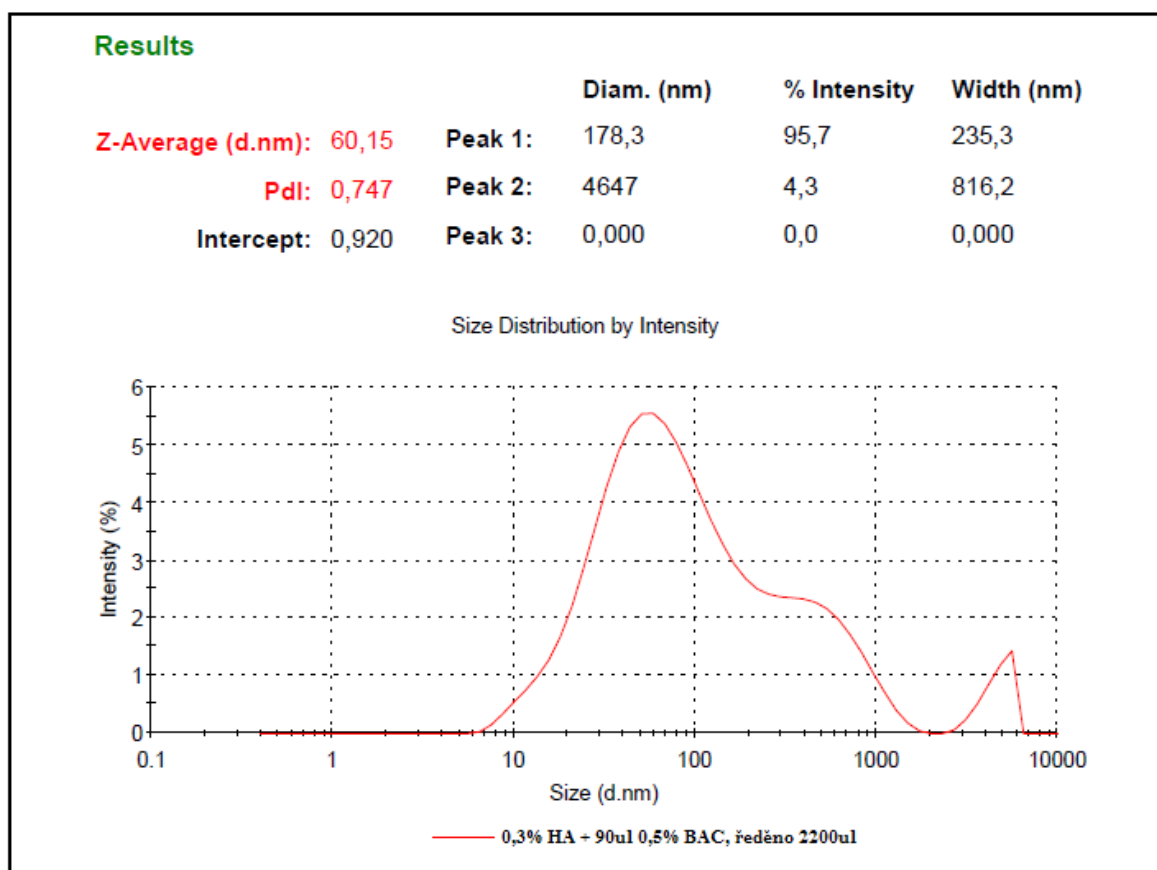 Results
Diam. (nm) % Intensity Width (nm)
Z-Average (d.nm): 60,15 Peak 1: 178,3 95,7 235,3
PdI: 0,747 Peak 2: 4647 4,3 816,2
Intercept: 0,920 Peak 3: 0,000 0,0 0,000
Size Distribution by Intensity
6
5
4
3
2
1
0
Intensity (%)
0.1 1 10 100 1000 10000
Size (d.nm)
0,3% HA + 90ul 0,5% BAC, ředěno 2200ul